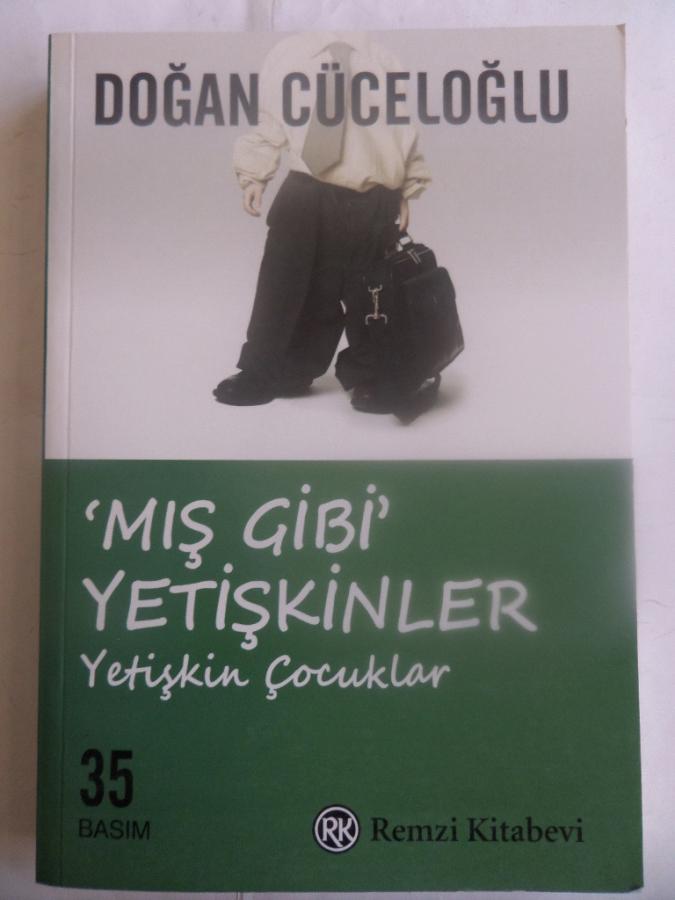 DOĞAN CÜCELOĞLU
‘MIŞ GİBİ’
YETİŞKİNLER
Yetişkin Çocuklar
35
BASIM
RK Remzi Kitabevi